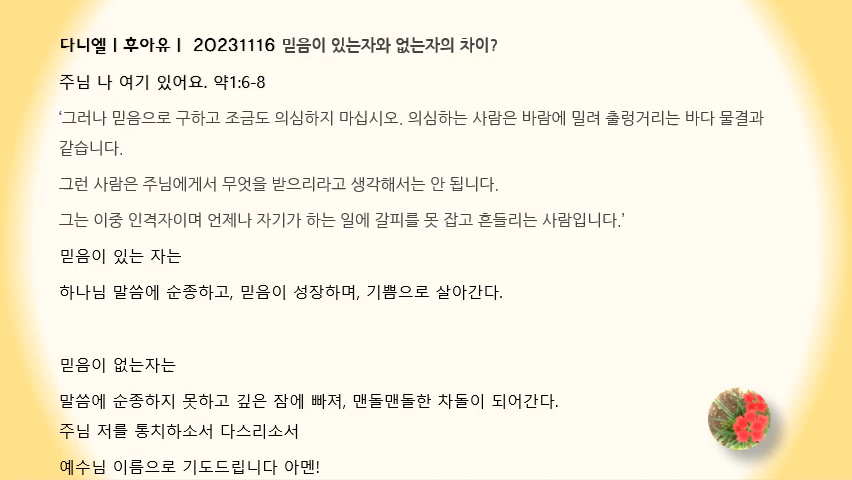 다니엘 | 후아유 |  20231116 믿음이 있는자와 없는자의 차이?
주님 나 여기 있어요. 약1:6-8
‘그러나 믿음으로 구하고 조금도 의심하지 마십시오. 의심하는 사람은 바람에 밀려 출렁거리는 바다 물결과
같습니다.
그런 사람은 주님에게서 무엇을 받으리라고 생각해서는 안 됩니다.
그는 이중 인격자이며 언제나 자기가 하는 일에 갈피를 못 잡고 흔들리는 사람입니다.’
믿음이 있는 자는
하나님 말씀에 순종하고, 믿음이 성장하며, 기쁨으로 살아간다.
믿음이 없는자는
말씀에 순종하지 못하고 깊은 잠에 빠져, 맨돌맨돌한 차돌이 되어간다.
주님 저를 통치하소서 다스리소서
예수님 이름으로 기도드립니다 아멘!